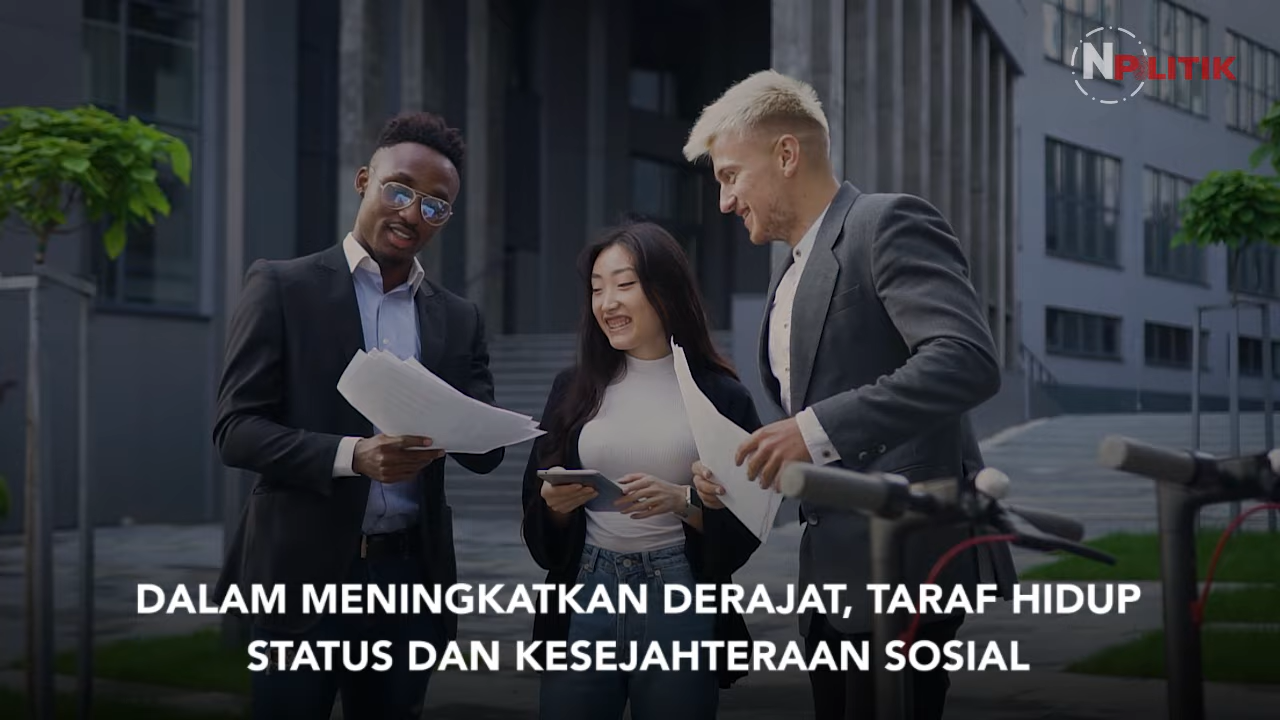 NPOLITIK
DALAM MENINGKATKAN DERAJAT, TARAF HIDUP
STATUS DAN KESEJAHTERAAN SOSIAL